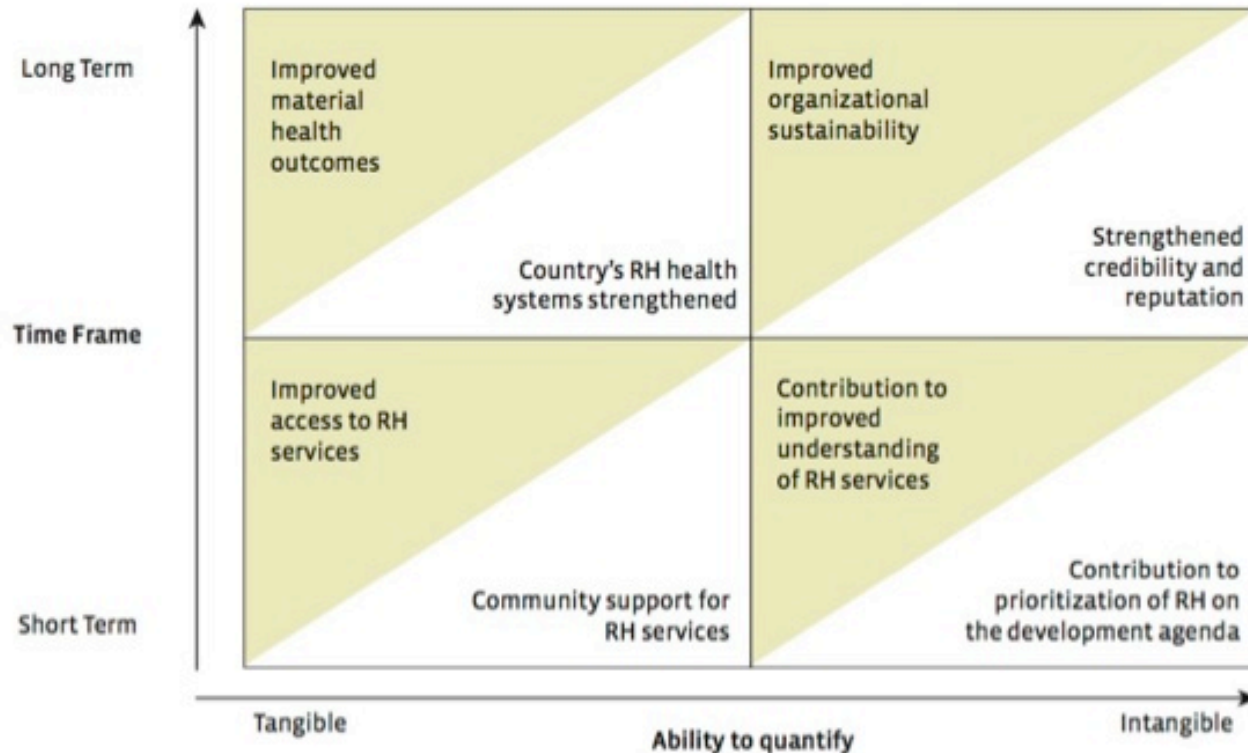 Long Term
Improved
material
health
outcomes
Improved
organizational
sustainability
Country's RH health
systems strengthened
Strengthened
credibility and
reputation
Time Frame
Improved
access to RH
services
Contribution to
improved
understanding
of RH services
Short Term
Community support for
RH services
Contribution to
prioritization of RH on
the development agenda
Tangible
Ability to quantify
Intangible